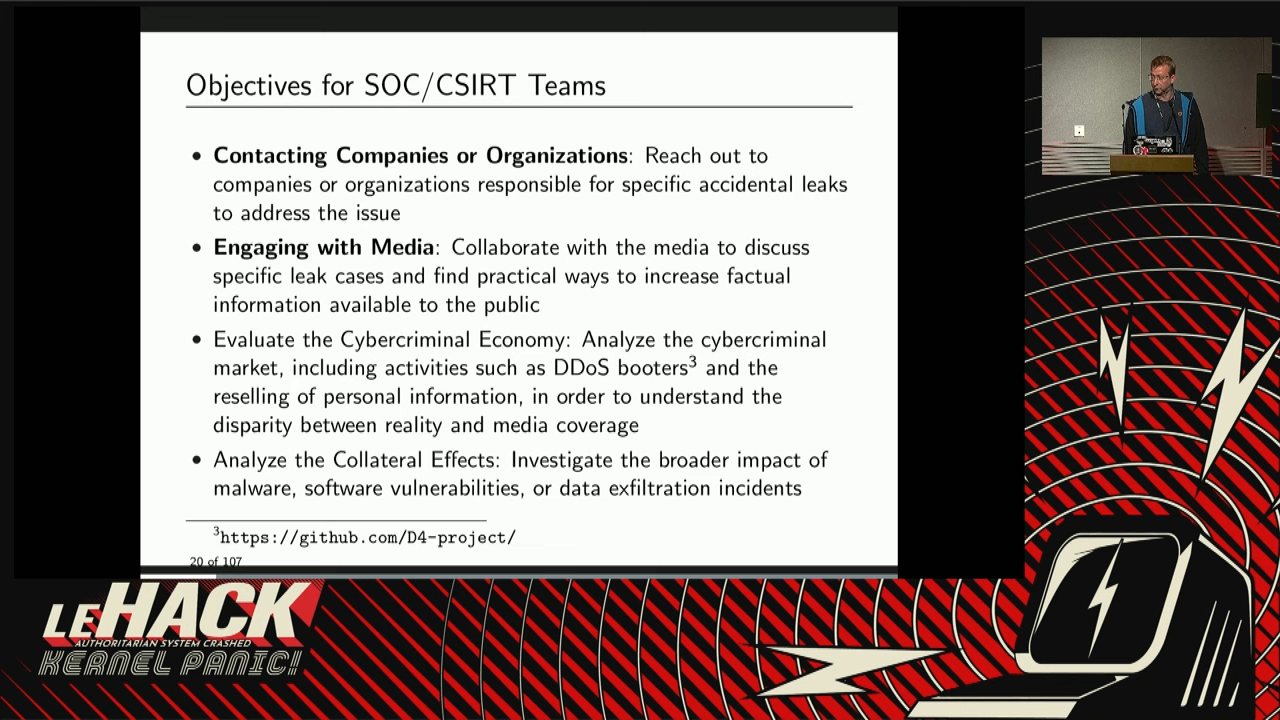 Objectives for SOC/CSIRT Teams
• Contacting Companies or Organizations: Reach out to
companies or organizations responsible for specific accidental leaks
to address the issue
• Engaging with Media: Collaborate with the media to discuss
specific leak cases and find practical ways to increase factual
information available to the public
• Evaluate the Cybercriminal Economy: Analyze the cybercriminal
market, including activities such as DDoS booters³ and the
reselling of personal information, in order to understand the
disparity between reality and media coverage
• Analyze the Collateral Effects: Investigate the broader impact of
malware, software vulnerabilities, or data exfiltration incidents
³https://github.com/D4-project/
20 of 107
LEHACK
AUTHORITARIAN SYSTEM CRASHED
KERNEL PANIC!